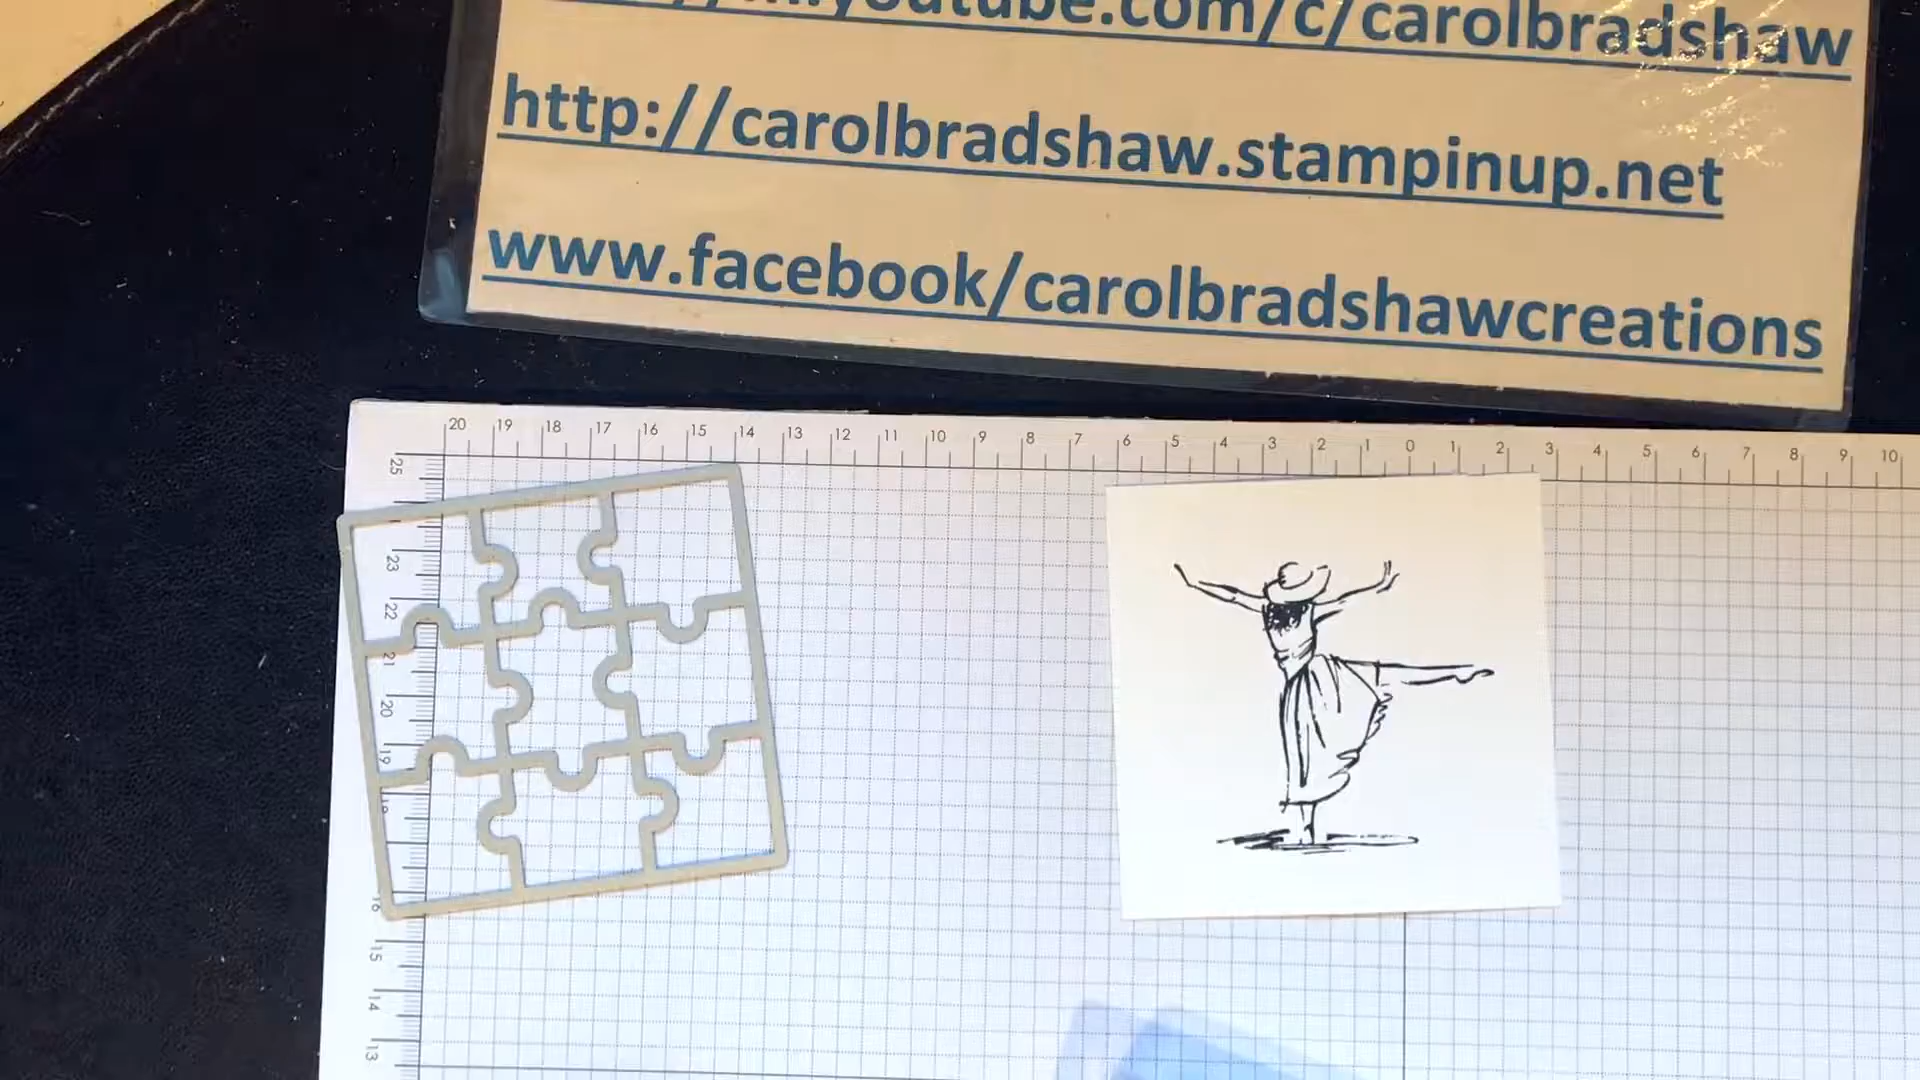 youtube.com/c/carolbradshaw
http://carolbradshaw.stampinup.net
www.facebook/carolbradshawcreations
20 19 18 17 16 15 14 13 12 11 10 9 8 7 6 5 4 3 2 1 0 1 2 3 4 5 6 7 8 9 10
25
23
22
21
20
19
18
16
15
14
13